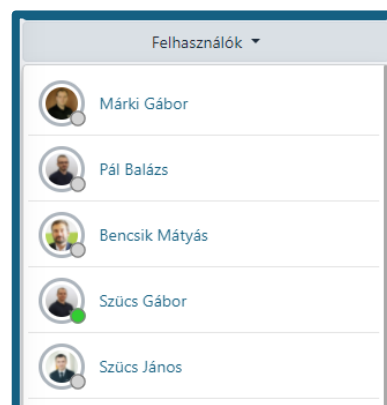 Felhasználók
Márki Gábor
Pál Balázs
Bencsik Mátyás
Szücs Gábor
Szücs János